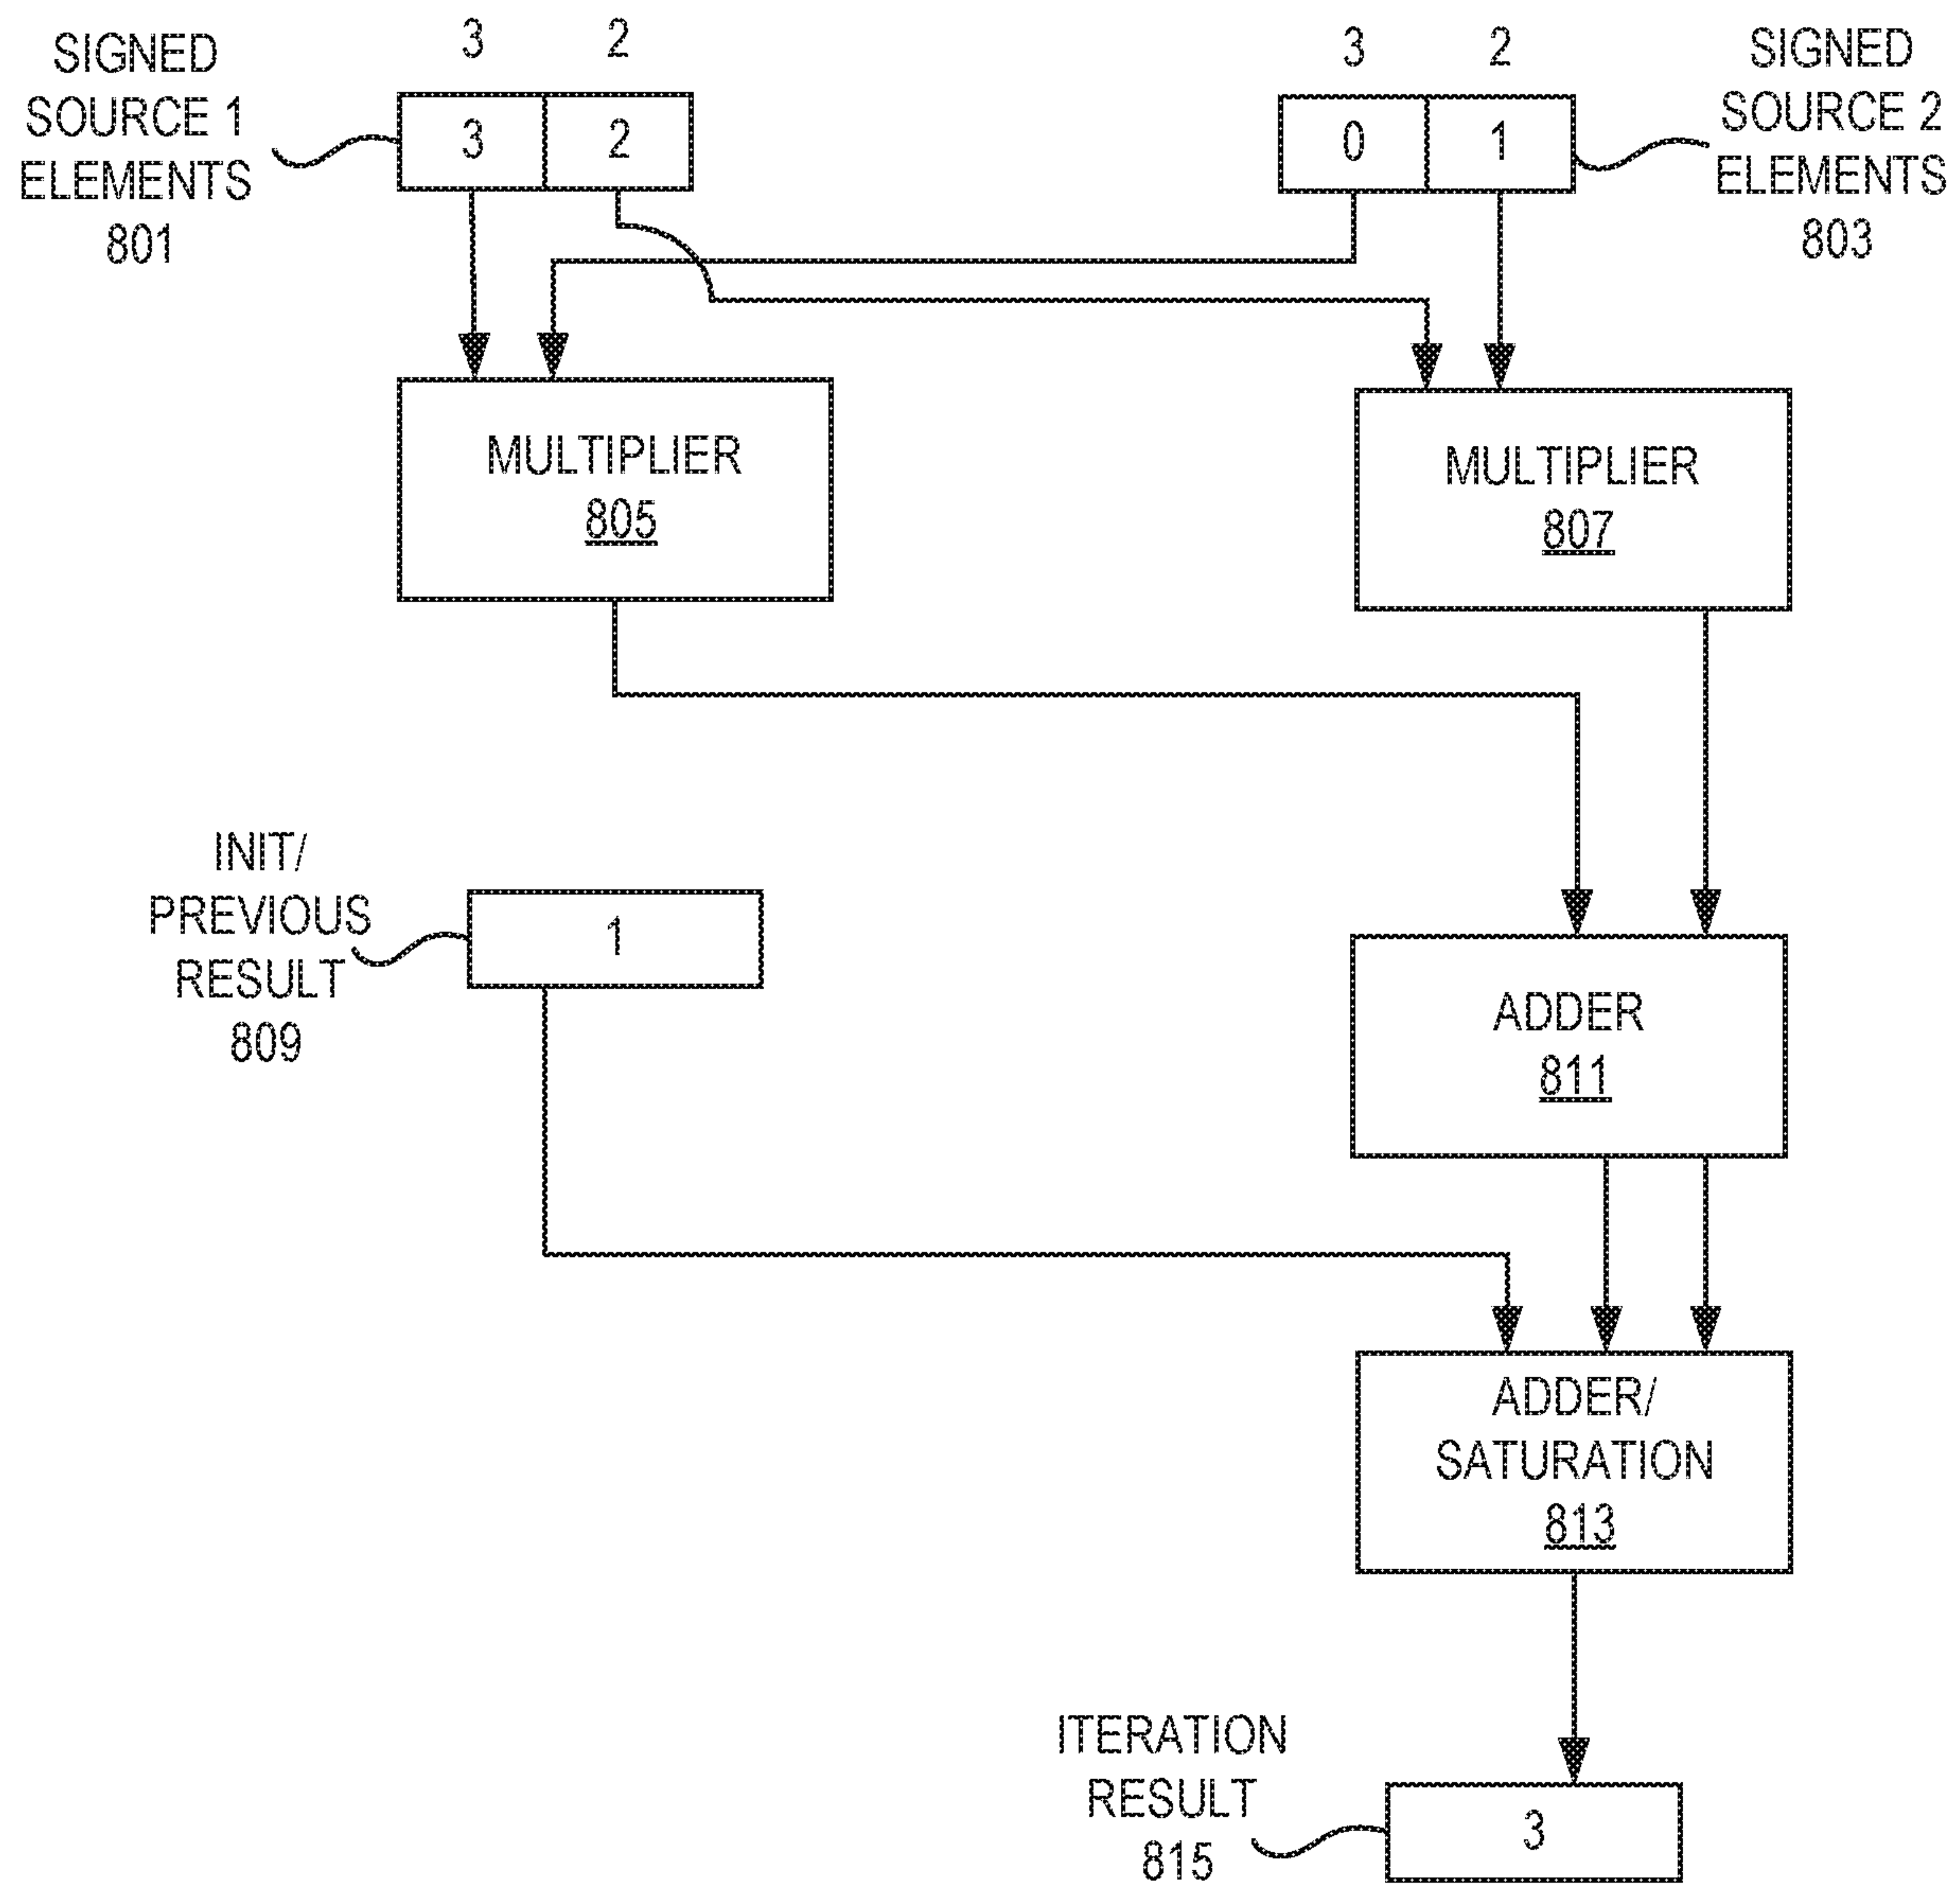 SIGNED
SOURCE 1
ELEMENTS
801
3 2
3 2
3 2
0 1
SIGNED
SOURCE 2
ELEMENTS
803
MULTIPLIER
805
MULTIPLIER
807
INIT/
PREVIOUS
RESULT
809
1
ADDER
811
ADDER/
SATURATION
813
ITERATION
RESULT
815
3